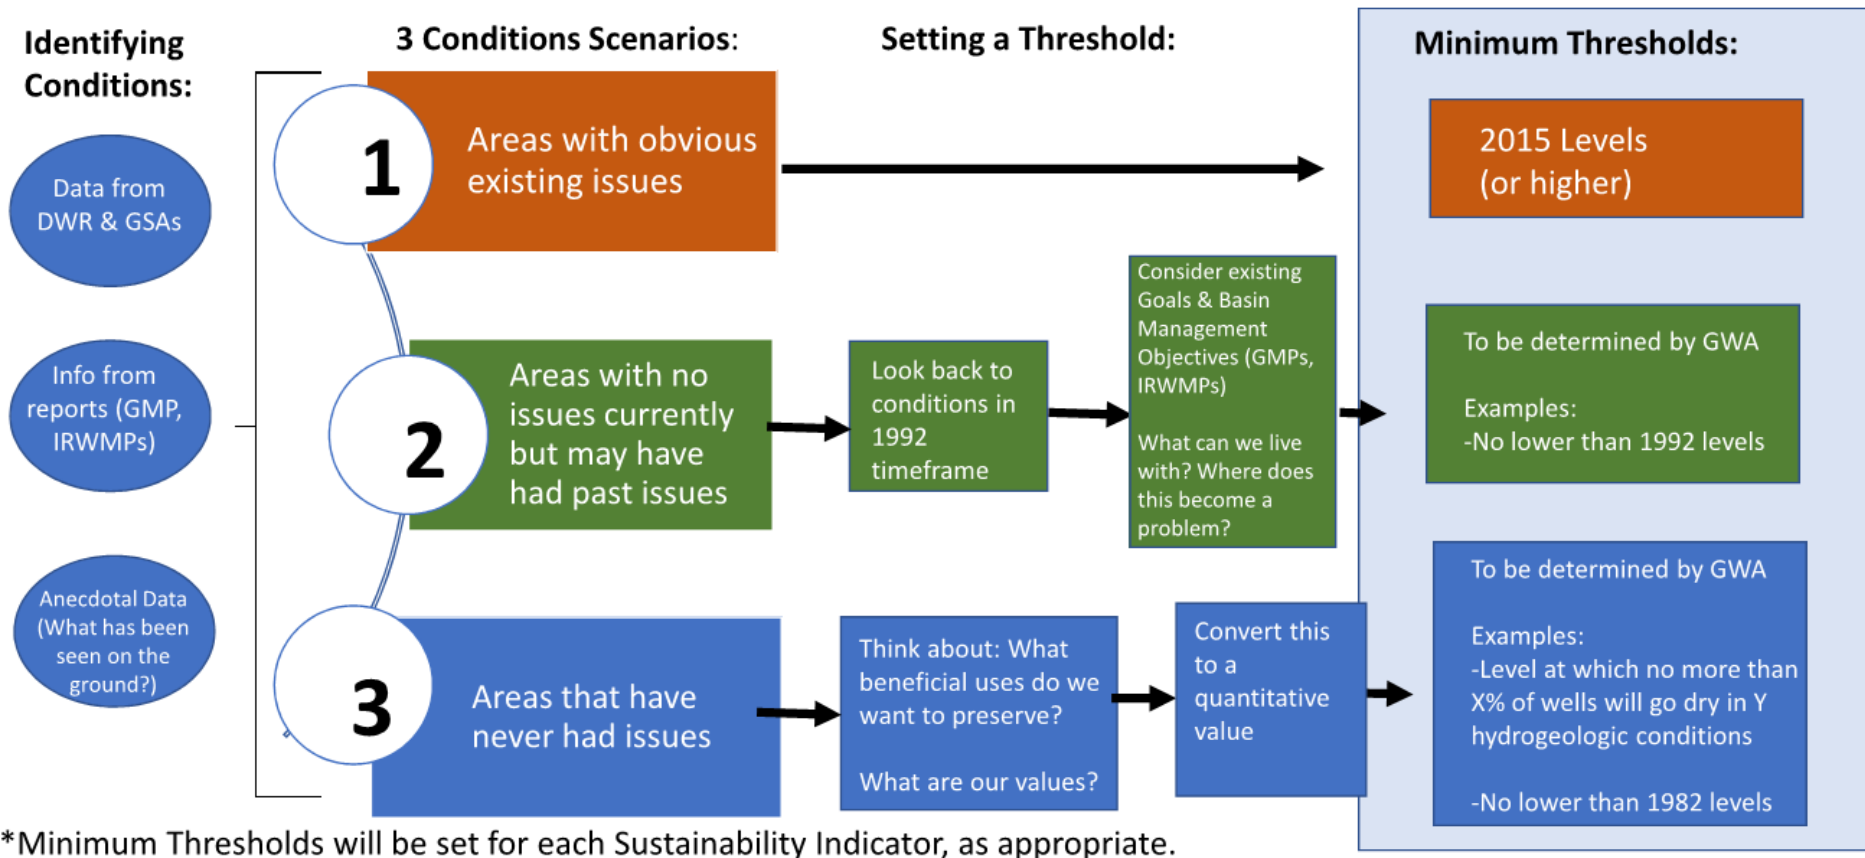 Identifying
Conditions:
3 Conditions Scenarios:
Setting a Threshold:
Minimum Thresholds:
Data from
DWR & GSAs
Info from
reports (GMP,
IRWMPs)
Anecdotal Data
(What has been
seen on the
ground?)
1
Areas with obvious
existing issues
2015 Levels
(or higher)
2
Areas with no
issues currently
but may have
had past issues
Look back to
conditions in
1992
timeframe
Consider existing
Goals & Basin
Management
Objectives (GMPs,
IRWMPs)
What can we live
with? Where does
this become a
problem?
To be determined by GWA
Examples:
-No lower than 1992 levels
3
Areas that have
never had issues
Think about: What
beneficial uses do we
want to preserve?
What are our values?
Convert this
to a
quantitative
value
To be determined by GWA
Examples:
-Level at which no more than
X% of wells will go dry in Y
hydrogeologic conditions
-No lower than 1982 levels
*Minimum Thresholds will be set for each Sustainability Indicator, as appropriate.